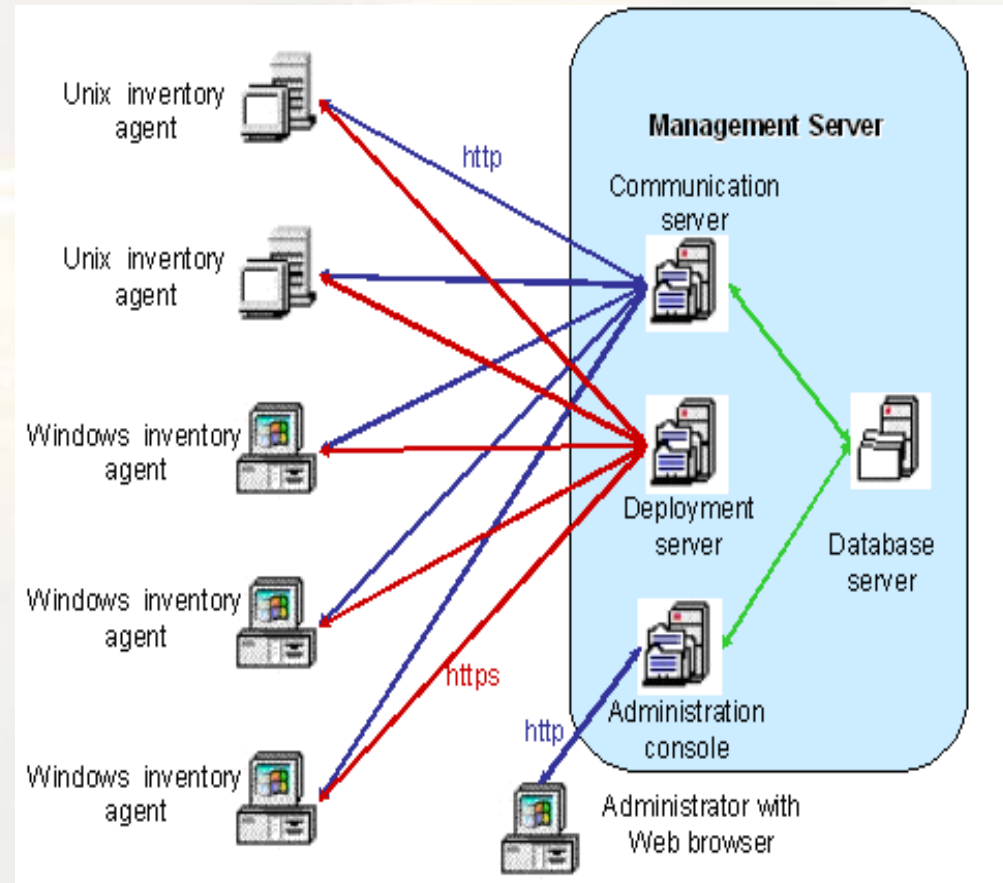 Unix inventory
agent
http
Management Server
Communication
server
Unix inventory
agent
Windows inventory
agent
Deployment
server
Database
server
Windows inventory
agent
https
Administration
console
http
Windows inventory
agent
Administrator with
Web browser